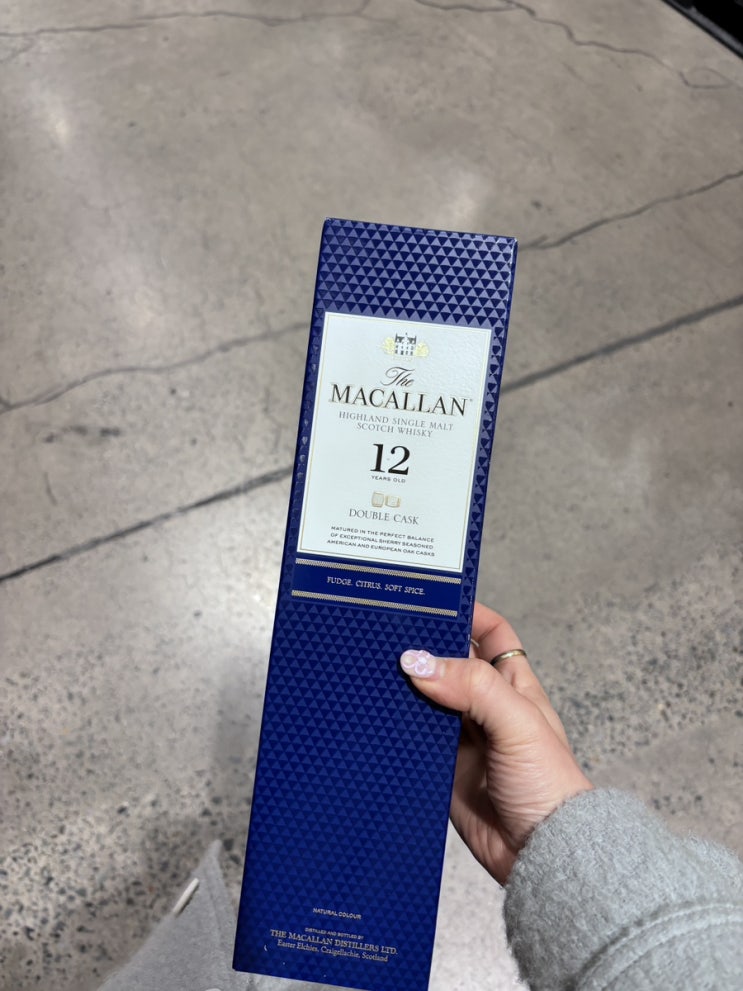 The
MACALLAN
HIGHLAND SINGLE MALT
SCOTCH WHISKY
12
YEARS OLD
DOUBLE CASK
MATURED IN THE PERFECT BALANCE
OF EXCEPTIONAL SHERRY SEASONED
AMERICAN AND EUROPEAN OAK CASKS
FUDGE. CITRUS. SOFT SPICE.
NATURAL COLOUR
DISTILLED AND BOTTLED BY
THE MACALLAN DISTILLERS LTD.
Easter Elchies, Craigellachie, Scotland